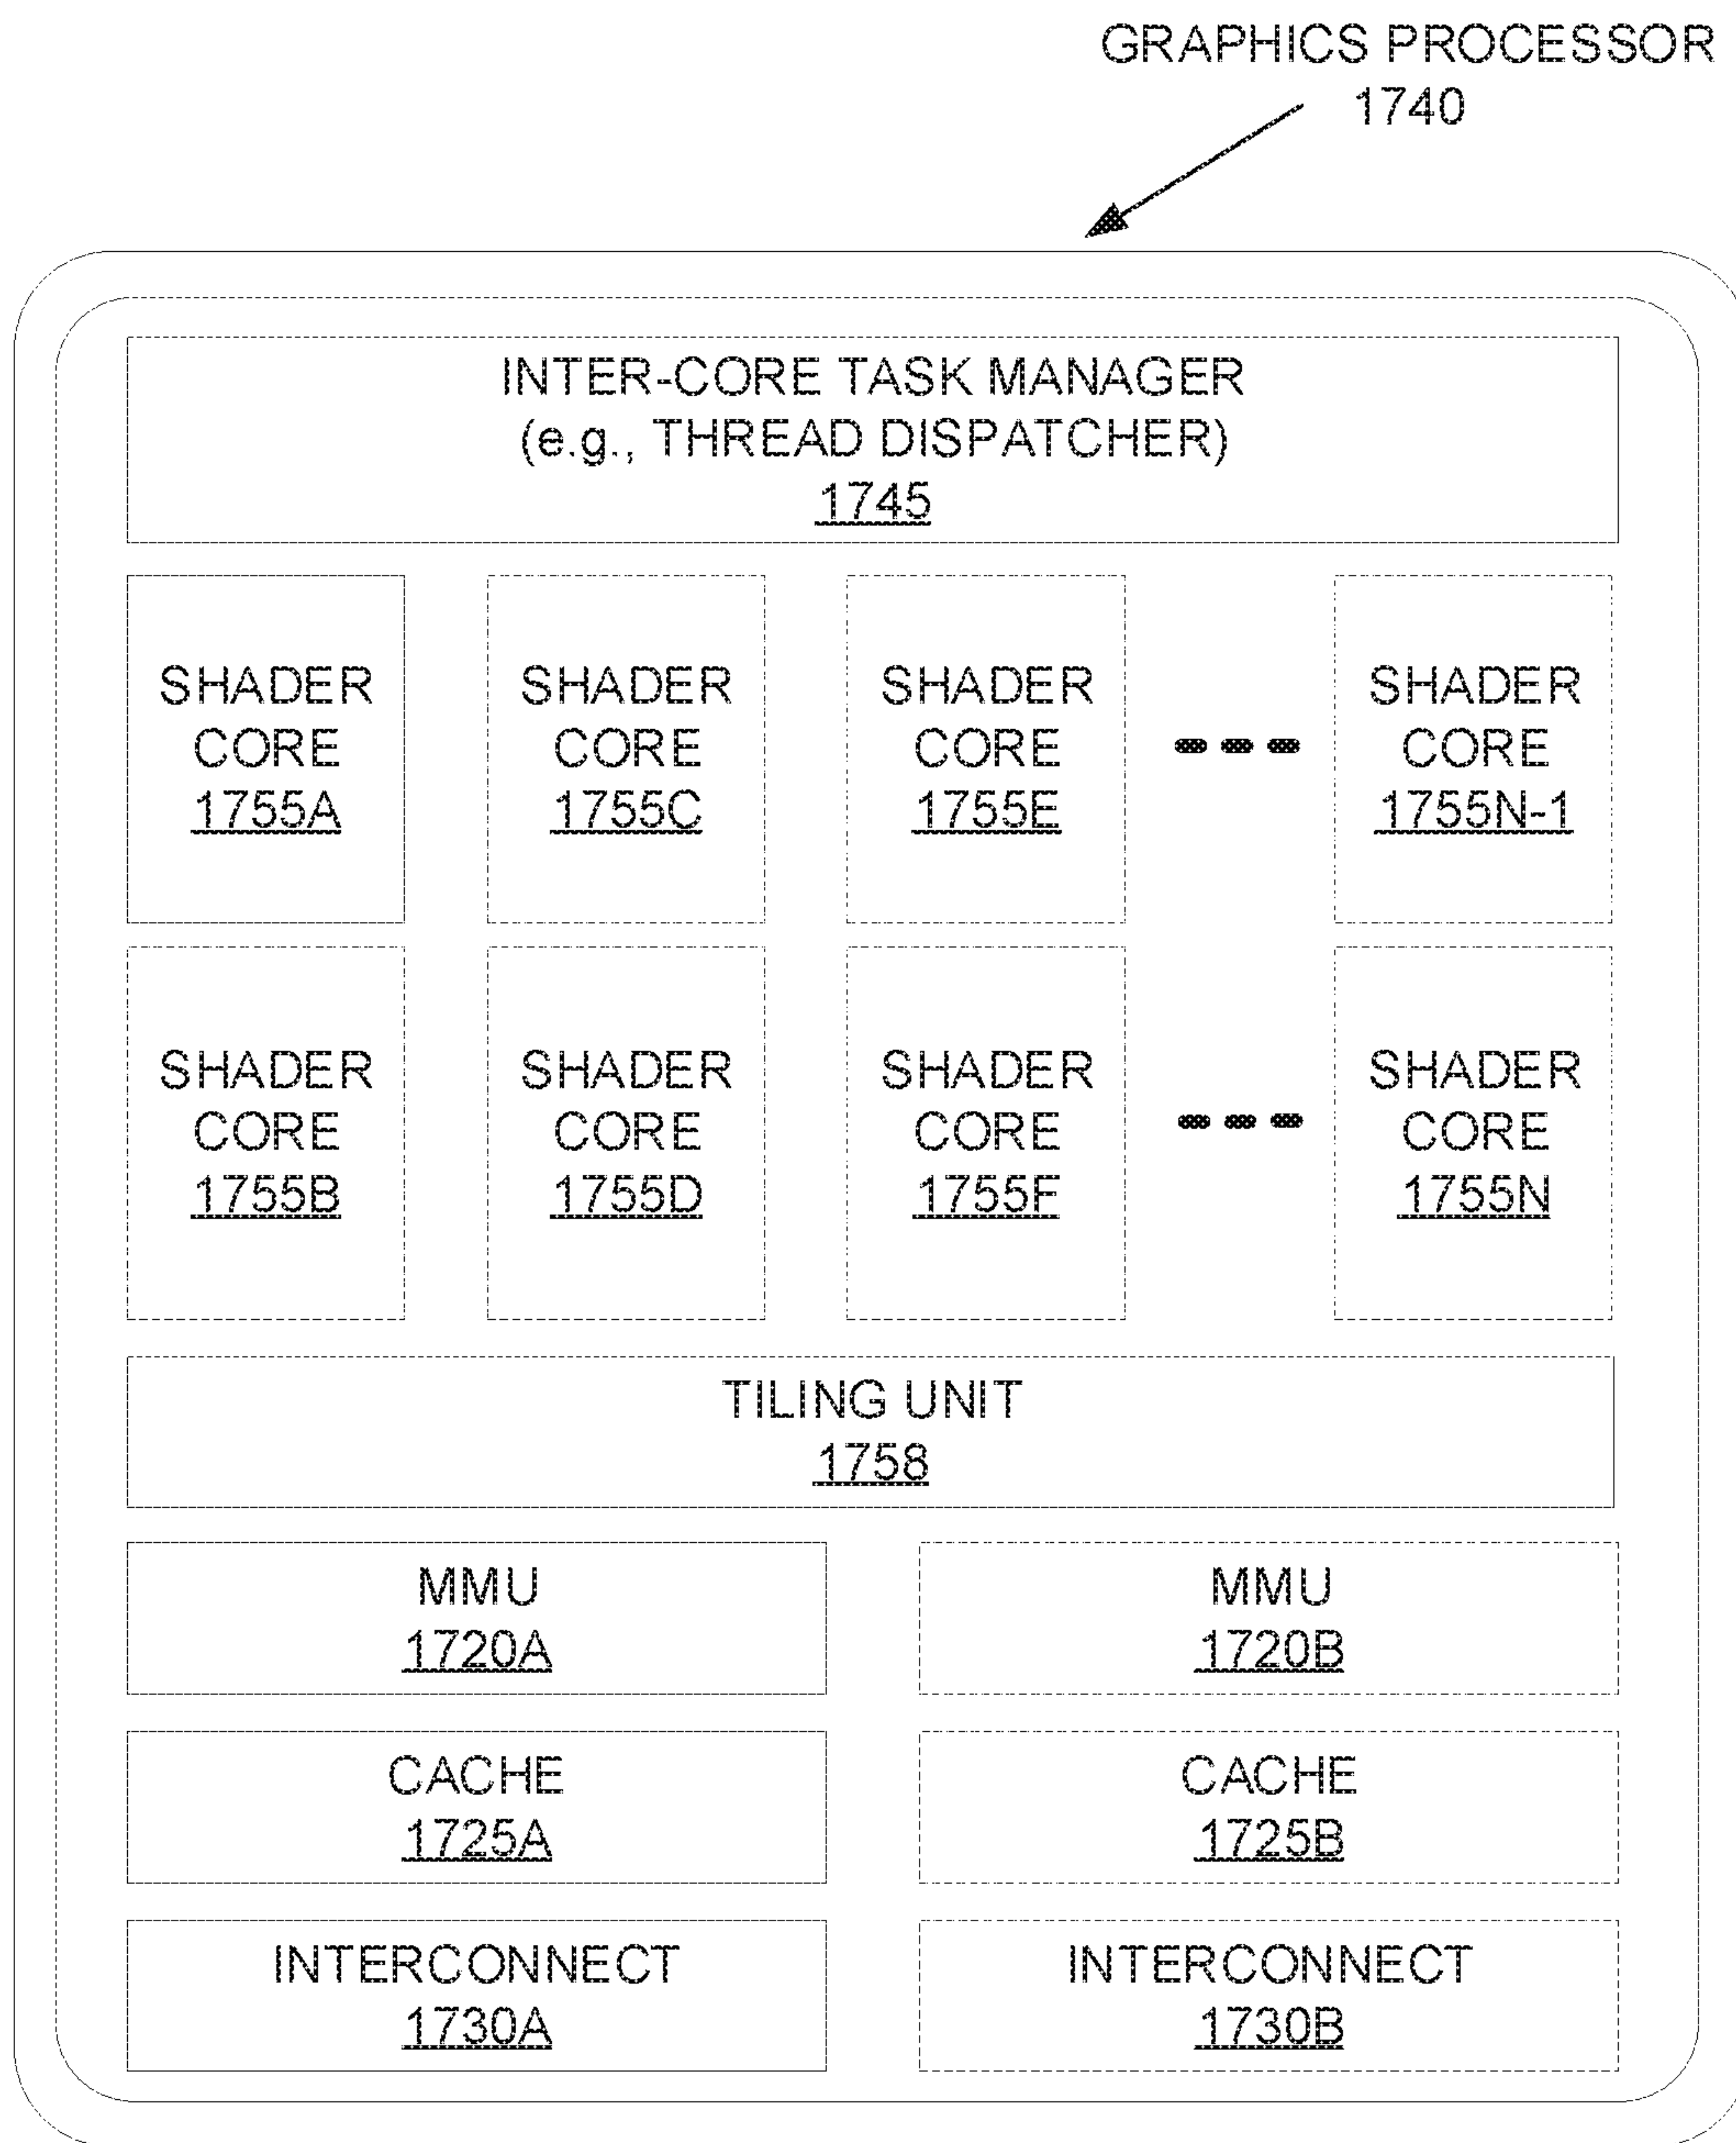 GRAPHICS PROCESSOR
1740
INTER-CORE TASK MANAGER
(e.g., THREAD DISPATCHER)
1745
SHADER
CORE
1755A
SHADER
CORE
1755C
SHADER
CORE
1755E
SHADER
CORE
1755N-1
SHADER
CORE
1755B
SHADER
CORE
1755D
SHADER
CORE
1755F
SHADER
CORE
1755N
TILING UNIT
1758
MMU
1720A
MMU
1720B
CACHE
1725A
CACHE
1725B
INTERCONNECT
1730A
INTERCONNECT
1730B